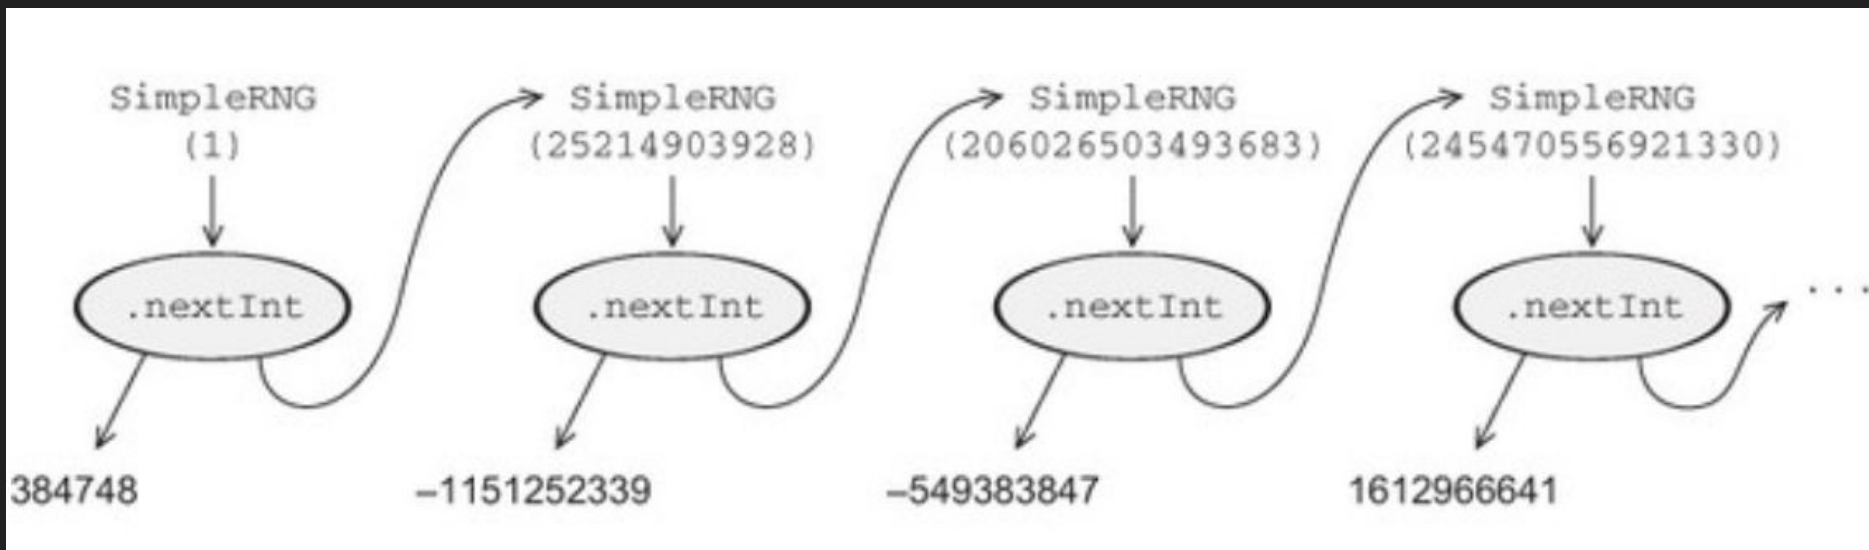 SimpleRNG
(1)
SimpleRNG
(25214903928)
SimpleRNG
(206026503493683)
SimpleRNG
(245470556921330)
.nextInt
.nextInt
.nextInt
.nextInt
...
384748
–1151252339
–549383847
1612966641